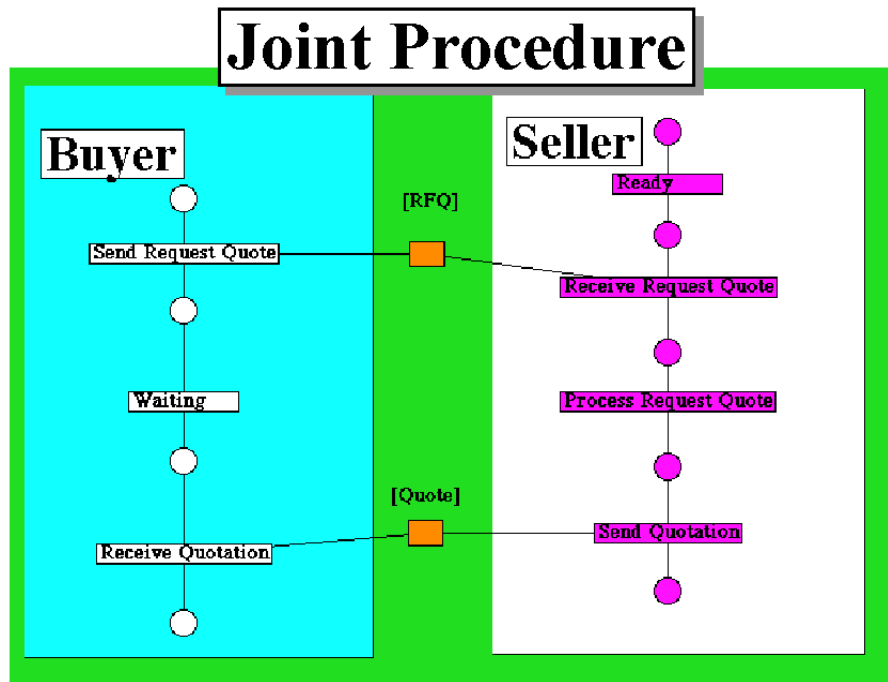 Joint Procedure
Buyer
Seller
Ready
[RFQ]
Send Request Quote
Receive Request Quote
Waiting
Process Request Quote
[Quote]
Send Quotation
Receive Quotation